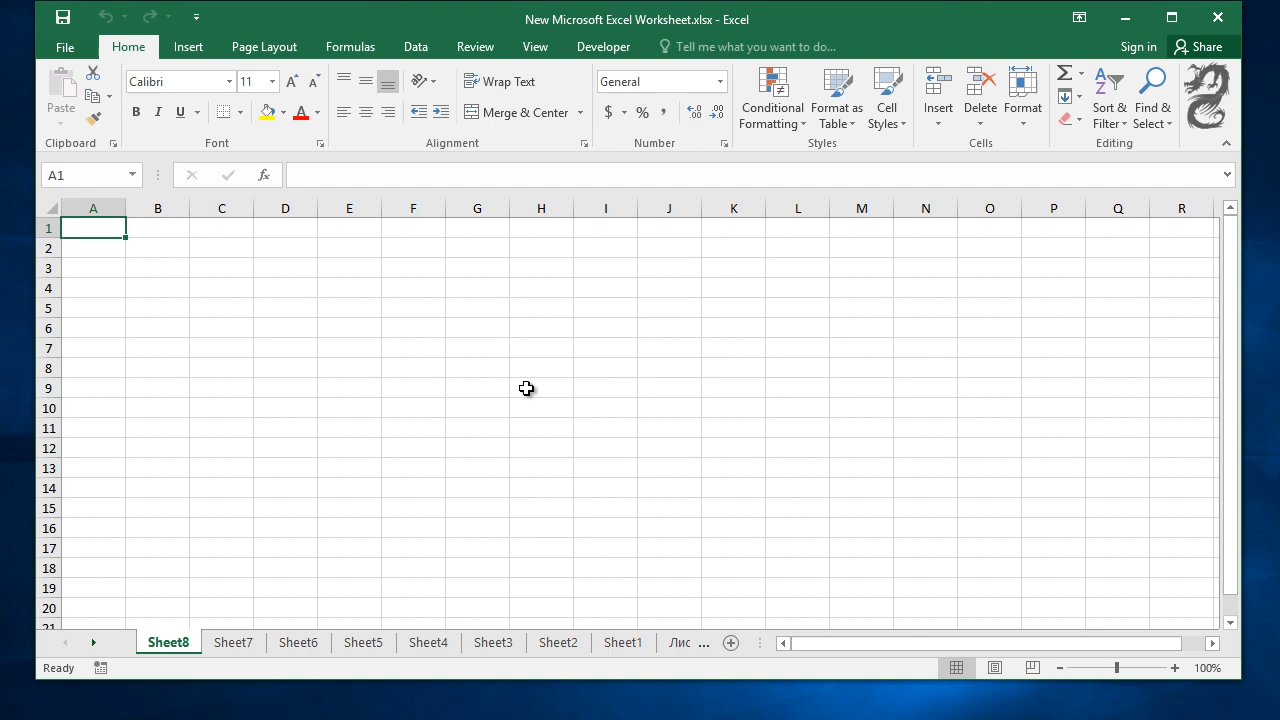 New Microsoft Excel Worksheet.xlsx - Excel
File Home Insert Page Layout Formulas Data Review View Developer Tell me what you want to do... Sign in Share
Paste
Calibri 11
B I U A
Wrap Text
Merge & Center
General
$ % ,
Conditional Formatting
Format as Table
Cell Styles
Insert Delete Format
Sort & Filter
Find & Select
Clipboard Font Alignment Number Styles Cells Editing
A1 fx
A B C D E F G H I J K L M N O P Q R
1
2
3
4
5
6
7
8
9
10
11
12
13
14
15
16
17
18
19
20
21
Sheet8 Sheet7 Sheet6 Sheet5 Sheet4 Sheet3 Sheet2 Sheet1 Лис ...
Ready 100%